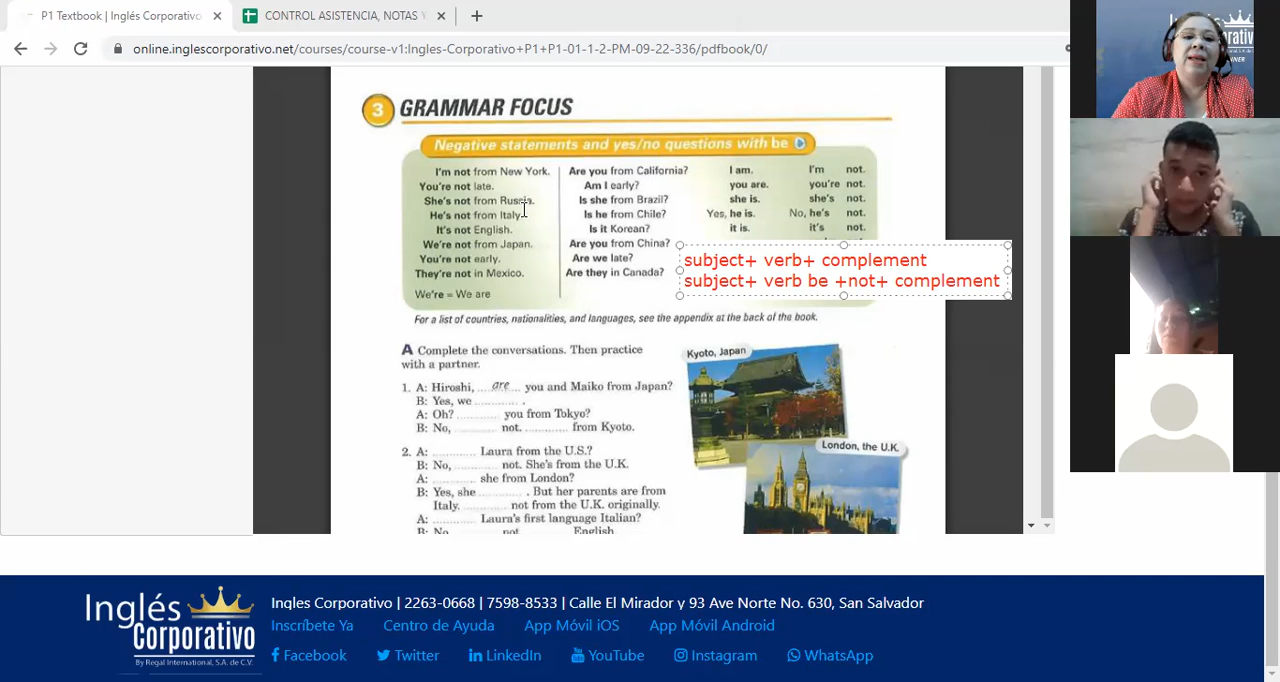 P1 Textbook | Inglés Corporativo
CONTROL ASISTENCIA, NOTAS Y
online.inglescorporativo.net/courses/course-v1:Ingles-Corporativo+P1+P1-01-1-2-PM-09-22-336/pdfbook/0/
3 GRAMMAR FOCUS
Negative statements and yes/no questions with be
I'm not from New York.
You're not late.
She's not from Russia.
He's not from Italy.
It's not English.
We're not from Japan.
You're not early.
They're not in Mexico.
We're = We are
Are you from California?
Am I early?
Is she from Brazil?
Is he from Chile?
Is it Korean?
Are you from China?
Are we late?
Are they in Canada?
I am.
you are.
she is.
Yes, he is.
it is.
I'm not.
you're not.
she's not.
No, he's not.
it's not.
subject+ verb+ complement
subject+ verb be +not+ complement
For a list of countries, nationalities, and languages, see the appendix at the back of the book.
A Complete the conversations. Then practice
with a partner.
1. A: Hiroshi, are you and Maiko from Japan?
B: Yes, we .
A: Oh? you from Tokyo?
B: No, not. from Kyoto.
2. A: Laura from the U.S.?
B: No, not. She's from the U.K.
A: she from London?
B: Yes, she . But her parents are from
Italy. not from the U.K. originally.
A: Laura's first language Italian?
B: No not English
Kyoto, Japan
London, the U.K.
Inglés
Corporativo
By Regal International, S.A. de C.V.
Ingles Corporativo | 2263-0668 | 7598-8533 | Calle El Mirador y 93 Ave Norte No. 630, San Salvador
Inscríbete Ya Centro de Ayuda App Móvil iOS App Móvil Android
Facebook Twitter LinkedIn YouTube Instagram WhatsApp